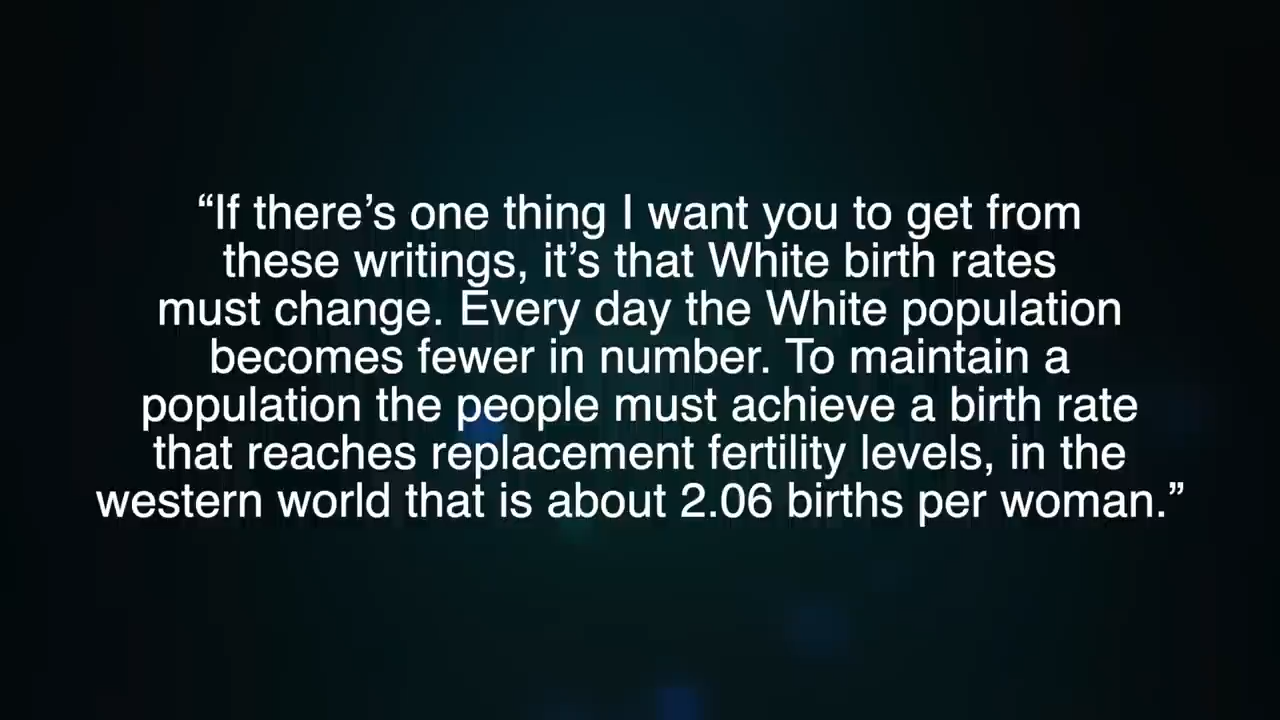 “If there’s one thing I want you to get from
these writings, it’s that White birth rates
must change. Every day the White population
becomes fewer in number. To maintain a
population the people must achieve a birth rate
that reaches replacement fertility levels, in the
western world that is about 2.06 births per woman.”